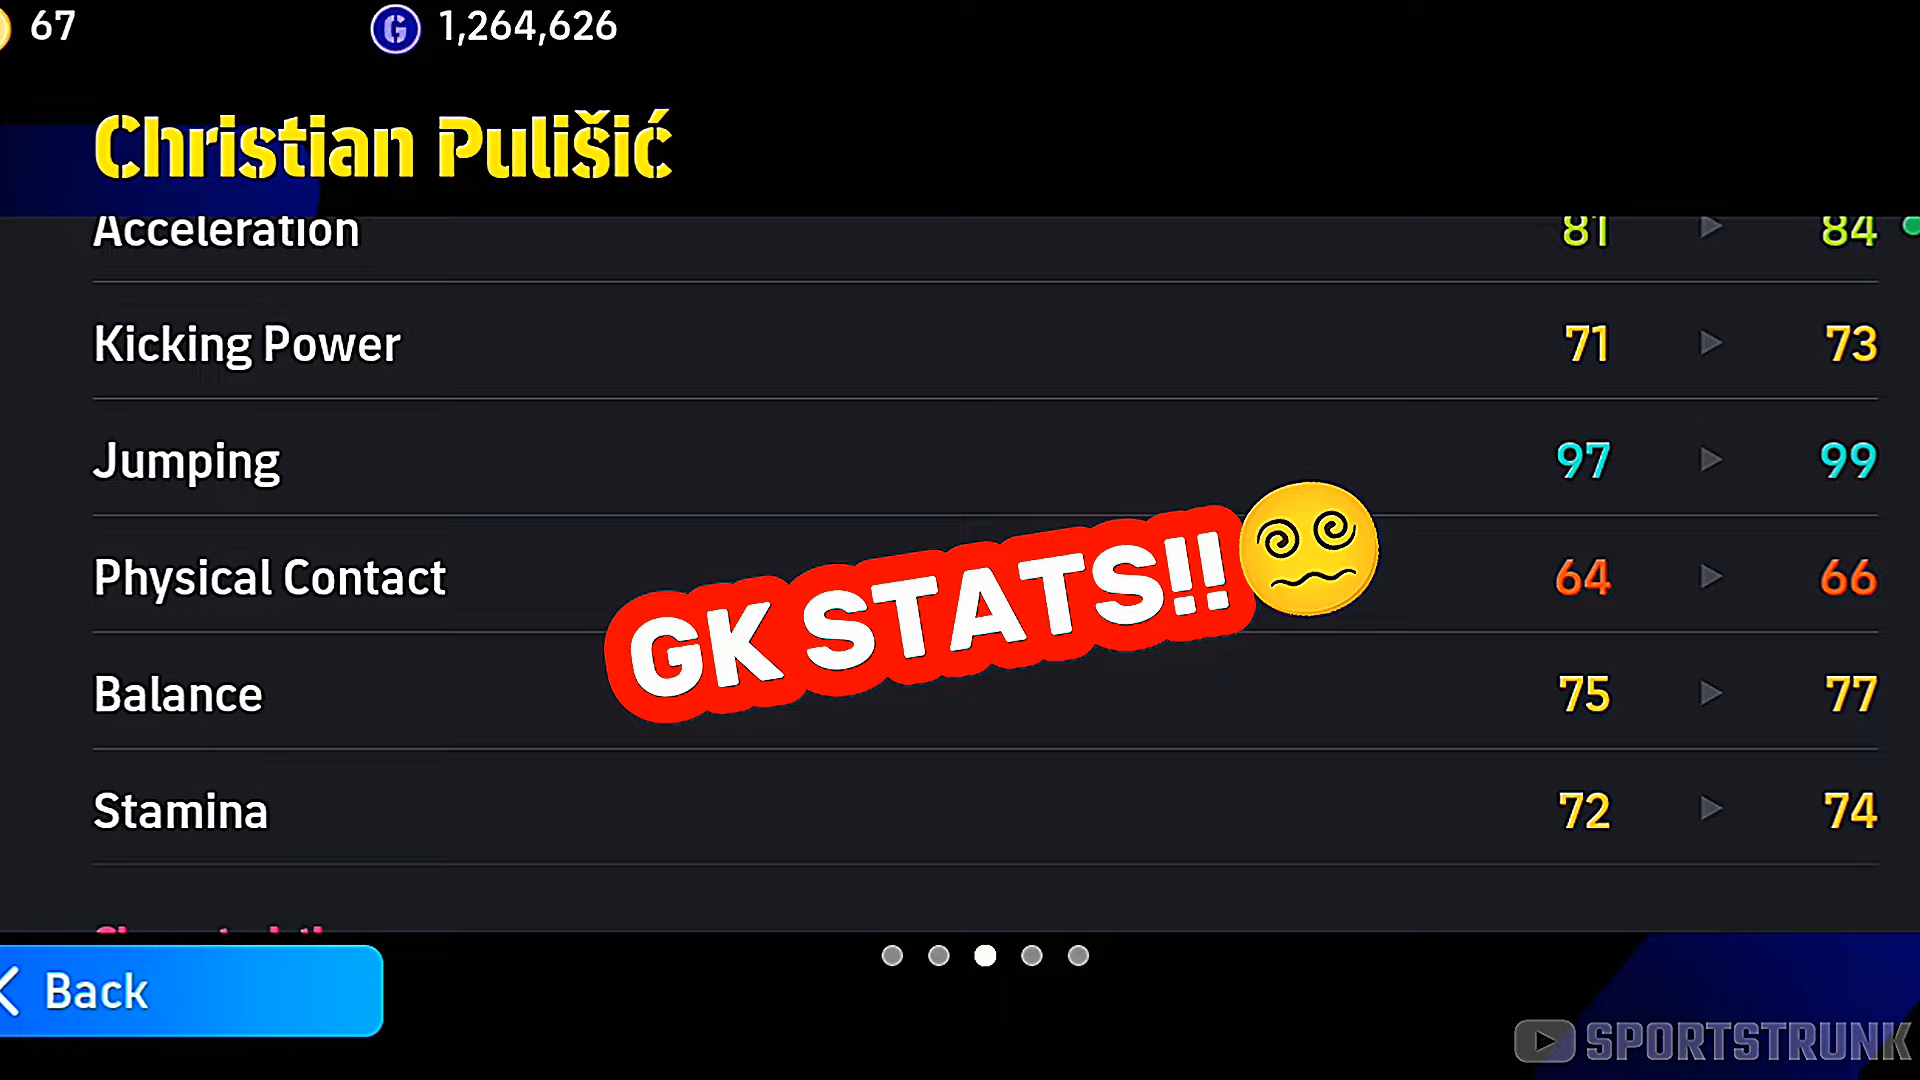 67 G 1,264,626
Christian Pulišić
Acceleration 81 84
Kicking Power 71 73
Jumping 97 99
Physical Contact 64 66
GK STATS!!
Balance 75 77
Stamina 72 74
Back
SPORTSTRUNK